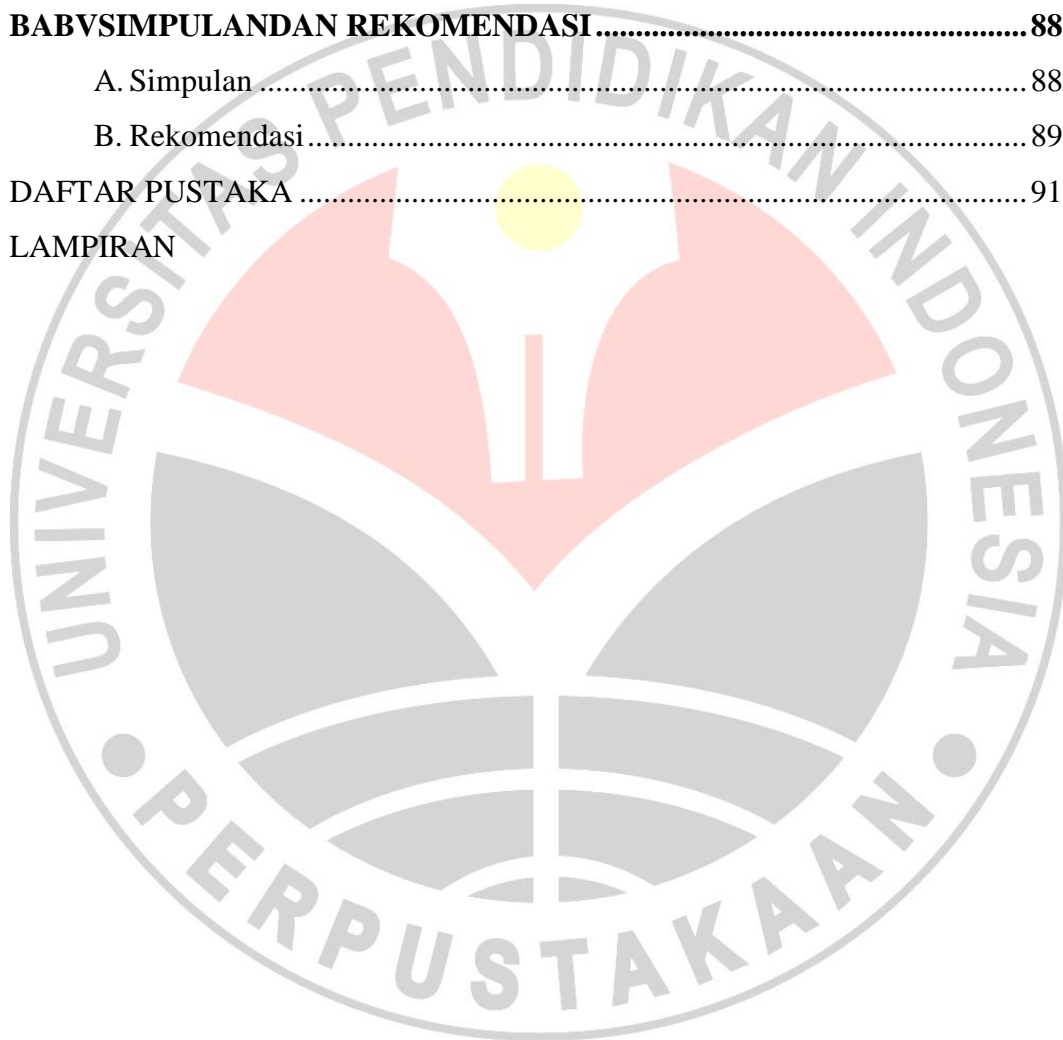 BABVSIMPULANDAN REKOMENDASI ........................................................ 88
A. Simpulan ................................................................................................ 88
B. Rekomendasi ......................................................................................... 89
DAFTAR PUSTAKA ............................................................................................ 91
LAMPIRAN
UNIVERSITAS PENDIDIKAN INDONESIA
PERPUSTAKAAN